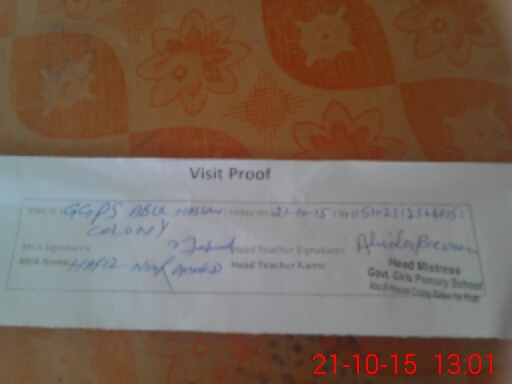 Visit Proof
Visit to GGPS ABUL HASSAN today on 21-10-15 by
COLONY
MEA Signature Head Teacher Signature
MEA Name HAFIZ NOOR AHMED Head Teacher Name
Head Mistress
Govt. Girls Primary School
21-10-15 13:01